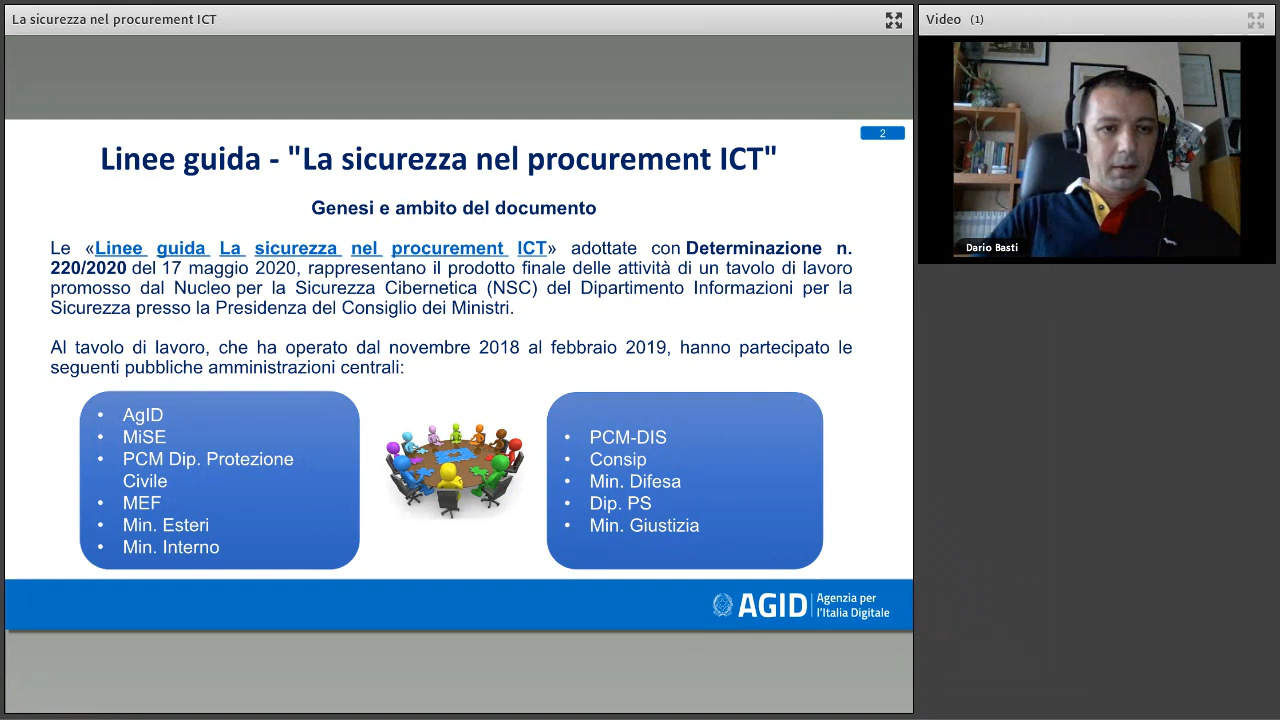 La sicurezza nel procurement ICT
Video (1)
Dario Basti
2
Linee guida - "La sicurezza nel procurement ICT"
Genesi e ambito del documento
Le «Linee guida La sicurezza nel procurement ICT» adottate con Determinazione n.
220/2020 del 17 maggio 2020, rappresentano il prodotto finale delle attività di un tavolo di lavoro
promosso dal Nucleo per la Sicurezza Cibernetica (NSC) del Dipartimento Informazioni per la
Sicurezza presso la Presidenza del Consiglio dei Ministri.
Al tavolo di lavoro, che ha operato dal novembre 2018 al febbraio 2019, hanno partecipato le
seguenti pubbliche amministrazioni centrali:
• AgID
• MiSE
• PCM Dip. Protezione
Civile
• MEF
• Min. Esteri
• Min. Interno
• PCM-DIS
• Consip
• Min. Difesa
• Dip. PS
• Min. Giustizia
AGID
Agenzia per
l'Italia Digitale